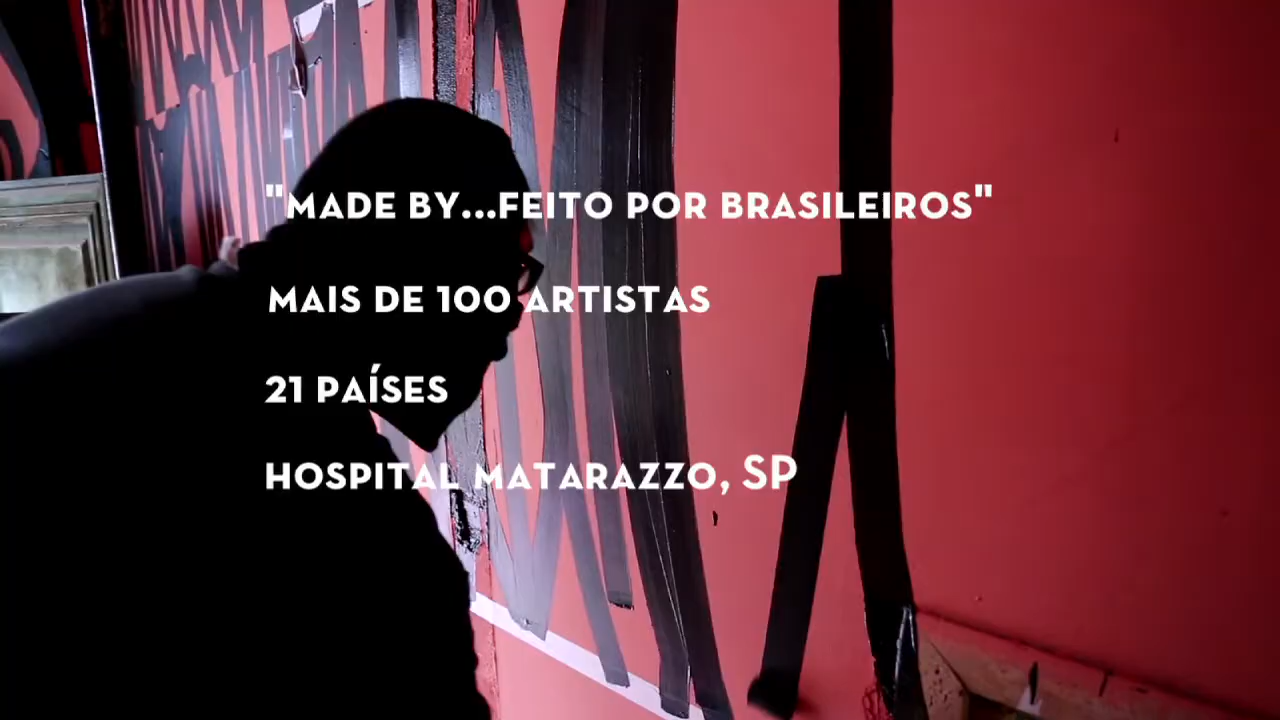 "MADE BY...FEITO POR BRASILEIROS"
MAIS DE 100 ARTISTAS
21 PAÍSES
HOSPITAL MATARAZZO, SP